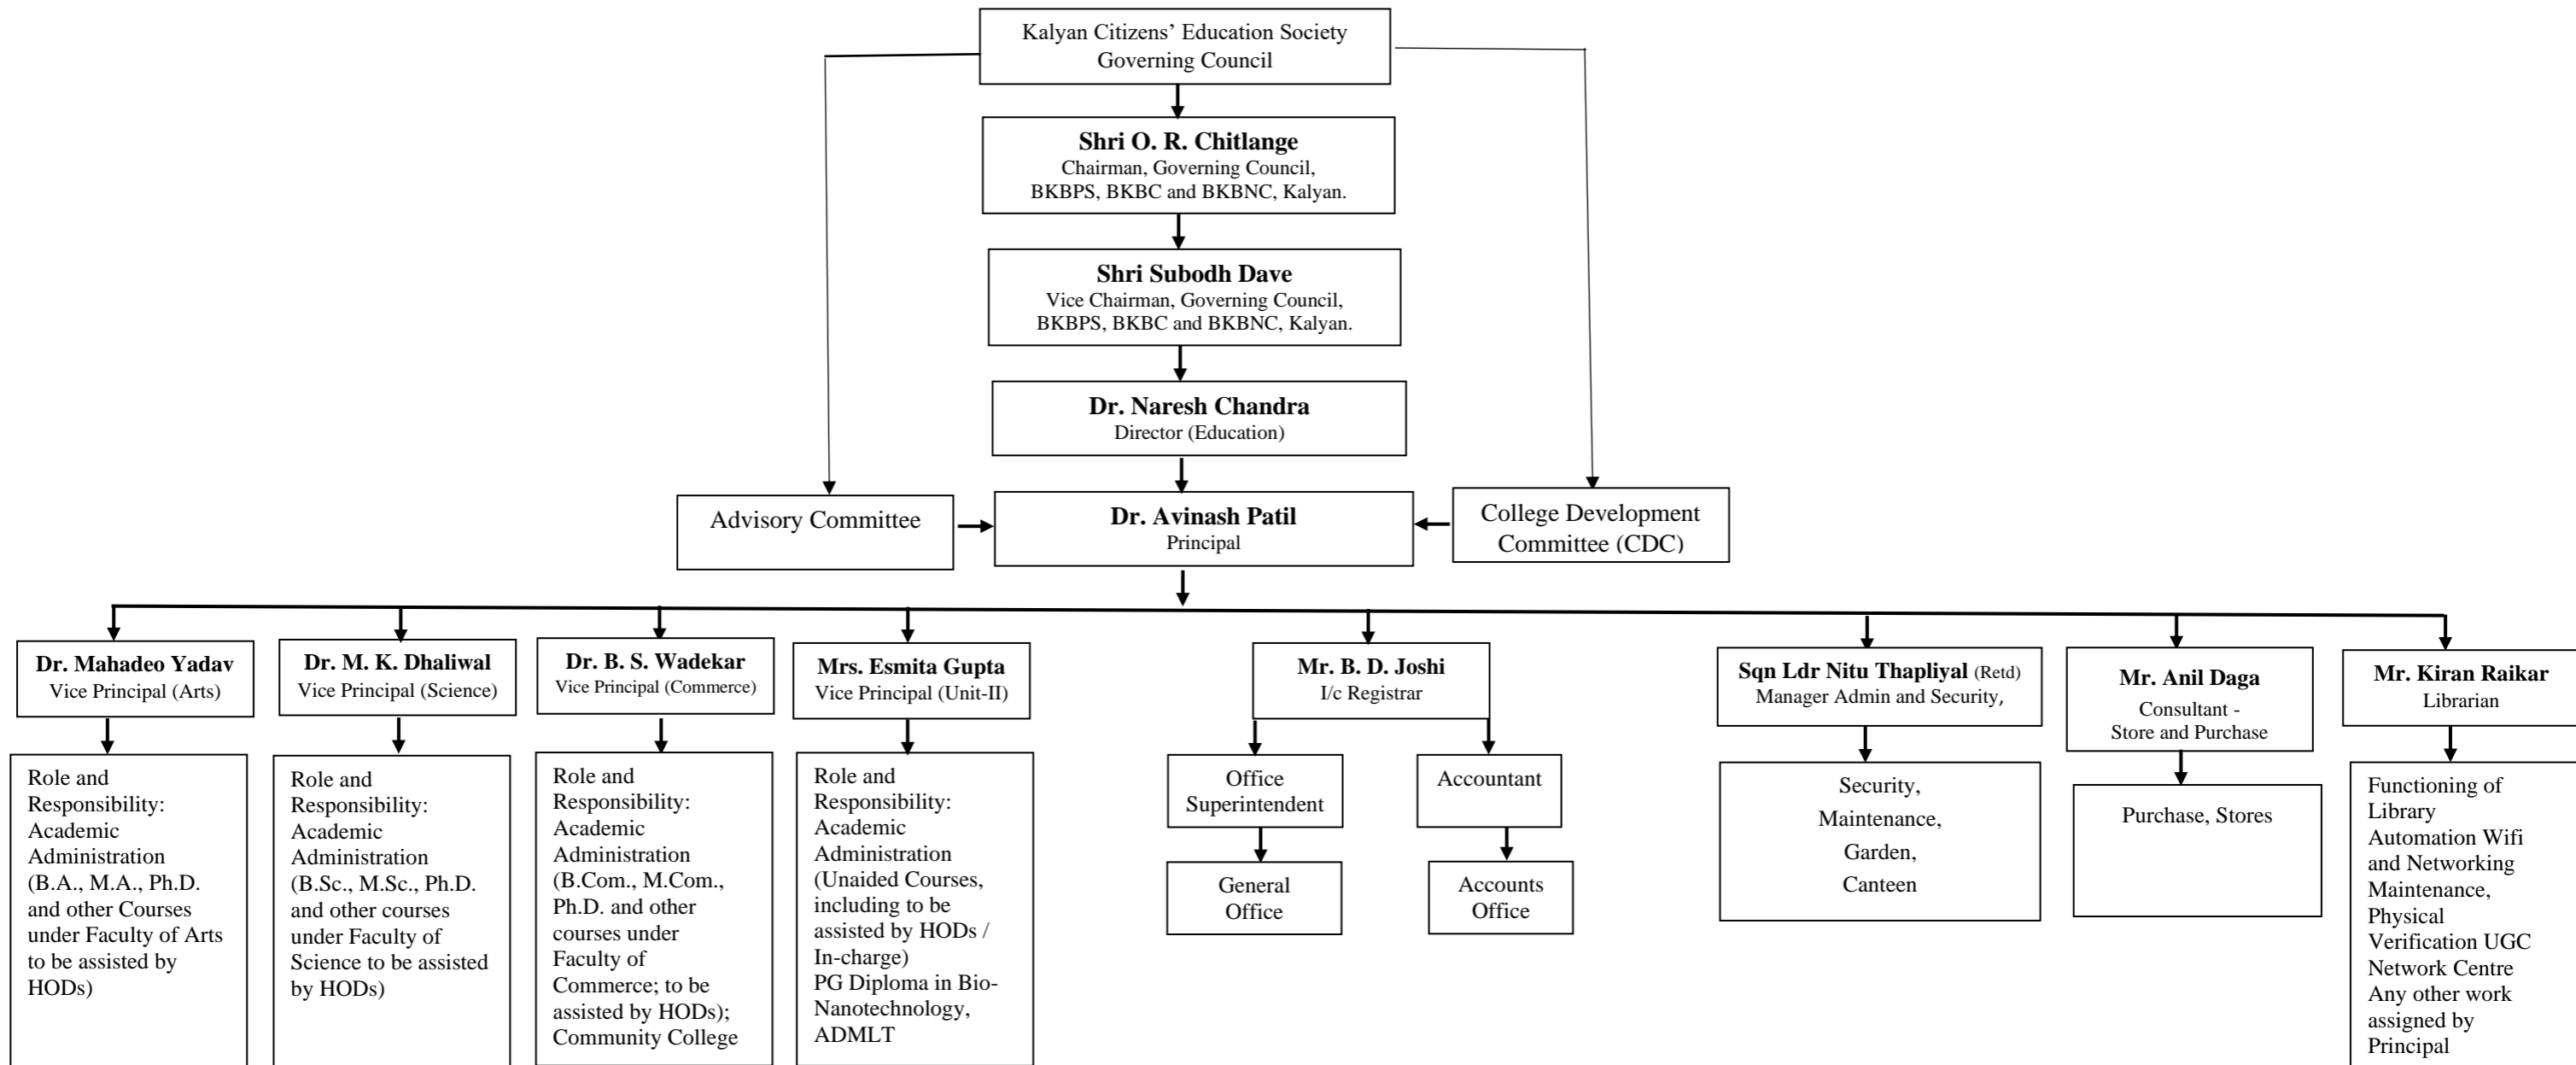 Kalyan Citizens’ Education Society
Governing Council
Shri O. R. Chitlange
Chairman, Governing Council,
BKBPS, BKBC and BKBNC, Kalyan.
Shri Subodh Dave
Vice Chairman, Governing Council,
BKBPS, BKBC and BKBNC, Kalyan.
Dr. Naresh Chandra
Director (Education)
Advisory Committee
Dr. Avinash Patil
Principal
College Development
Committee (CDC)
Dr. Mahadeo Yadav
Vice Principal (Arts)
Dr. M. K. Dhaliwal
Vice Principal (Science)
Dr. B. S. Wadekar
Vice Principal (Commerce)
Mrs. Esmita Gupta
Vice Principal (Unit-II)
Mr. B. D. Joshi
I/c Registrar
Sqn Ldr Nitu Thapliyal (Retd)
Manager Admin and Security,
Mr. Anil Daga
Consultant -
Store and Purchase
Mr. Kiran Raikar
Librarian
Role and
Responsibility:
Academic
Administration
(B.A., M.A., Ph.D.
and other Courses
under Faculty of Arts
to be assisted by
HODs)
Role and
Responsibility:
Academic
Administration
(B.Sc., M.Sc., Ph.D.
and other courses
under Faculty of
Science to be assisted
by HODs)
Role and
Responsibility:
Academic
Administration
(B.Com., M.Com.,
Ph.D. and other
courses under
Faculty of
Commerce; to be
assisted by HODs);
Community College
Role and
Responsibility:
Academic
Administration
(Unaided Courses,
including to be
assisted by HODs /
In-charge)
PG Diploma in Bio-
Nanotechnology,
ADMLT
Office
Superintendent
General
Office
Accountant
Accounts
Office
Security,
Maintenance,
Garden,
Canteen
Purchase, Stores
Functioning of
Library
Automation Wifi
and Networking
Maintenance,
Physical
Verification UGC
Network Centre
Any other work
assigned by
Principal